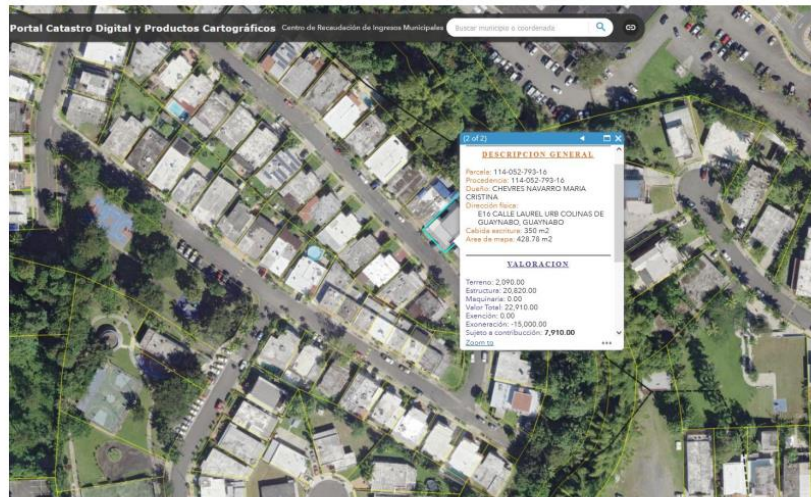 Portal Catastro Digital y Productos Cartográficos Centro de Recaudación de Ingresos Municipales Buscar municipio o coordenada
(2 of 2)
DESCRIPCION GENERAL
Parcela: 114-052-793-16
Procedencia: 114-052-793-16
Dueño: CHEVRES NAVARRO MARIA
CRISTINA
Dirección física:
E16 CALLE LAUREL, URB COLINAS DE
GUAYNABO, GUAYNABO
Cabida escritura: 350 m2
Area de mapa: 428.78 m2
VALORACION
Terreno: 2,090.00
Estructura: 20,820.00
Maquinaria: 0.00
Valor Total: 22,910.00
Exención: 0.00
Exoneración: -15,000.00
Sujeto a contribución: 7,910.00
Zoom to